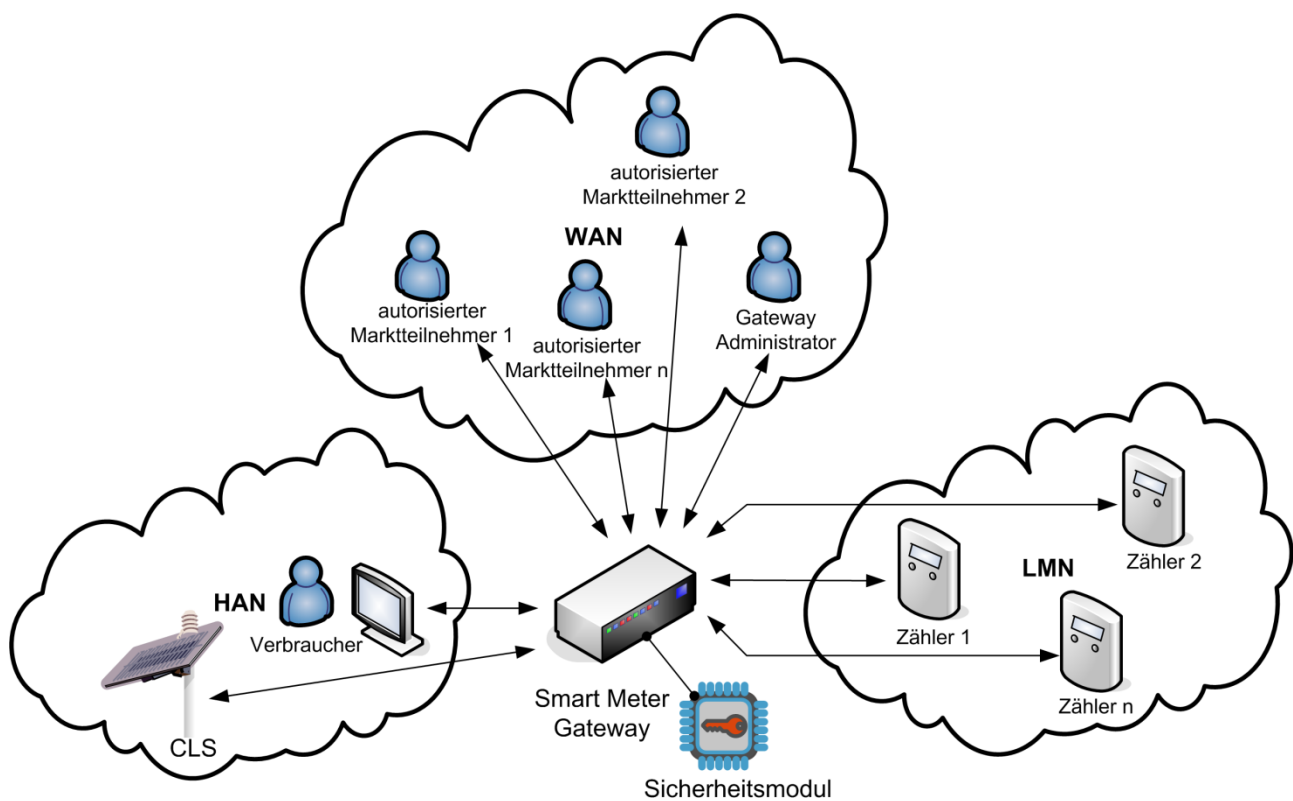 autorisierter
Marktteilnehmer 2
WAN
autorisierter
Marktteilnehmer 1
autorisierter
Marktteilnehmer n
Gateway
Administrator
HAN
Verbraucher
CLS
Smart Meter
Gateway
Sicherheitsmodul
LMN
Zähler 2
Zähler 1
Zähler n